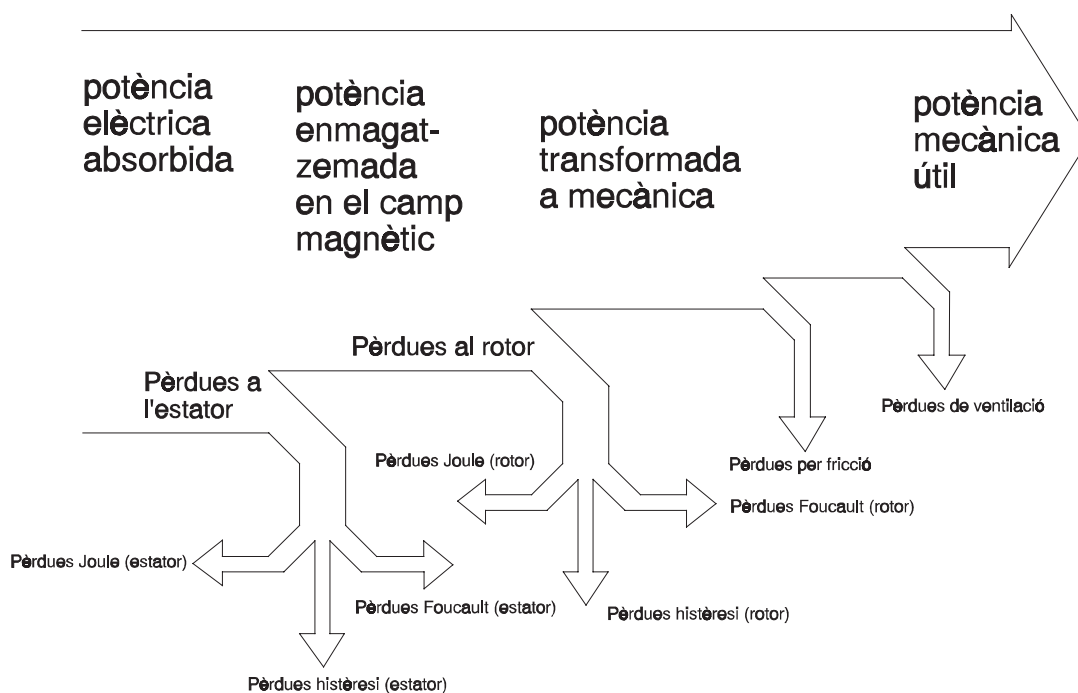 potència
elèctrica
absorbida
potència
enmagat-
zemada
en el camp
magnètic
potència
transformada
a mecànica
potència
mecànica
útil
Pèrdues al rotor
Pèrdues a
l'estator
Pèrdues de ventilació
Pèrdues Joule (rotor)
Pèrdues per fricció
Pèrdues Foucault (rotor)
Pèrdues Joule (estator)
Pèrdues Foucault (estator)
Pèrdues histèresi (rotor)
Pèrdues histèresi (estator)